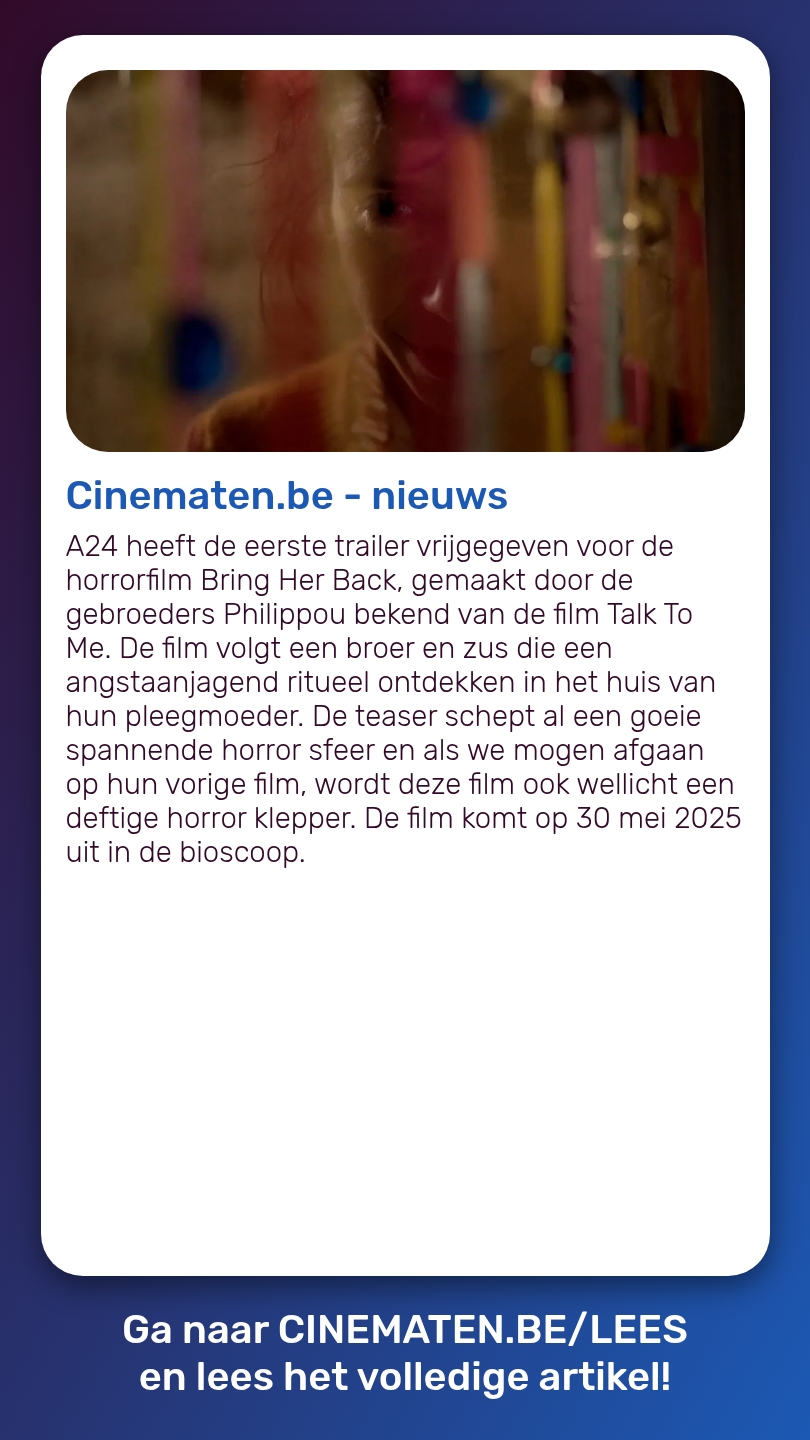 Cinematen.be - nieuws
A24 heeft de eerste trailer vrijgegeven voor de
horrorfilm Bring Her Back, gemaakt door de
gebroeders Philippou bekend van de film Talk To
Me. De film volgt een broer en zus die een
angstaanjagend ritueel ontdekken in het huis van
hun pleegmoeder. De teaser schept al een goeie
spannende horror sfeer en als we mogen afgaan
op hun vorige film, wordt deze film ook wellicht een
deftige horror klepper. De film komt op 30 mei 2025
uit in de bioscoop.
Ga naar CINEMATEN.BE/LEES
en lees het volledige artikel!